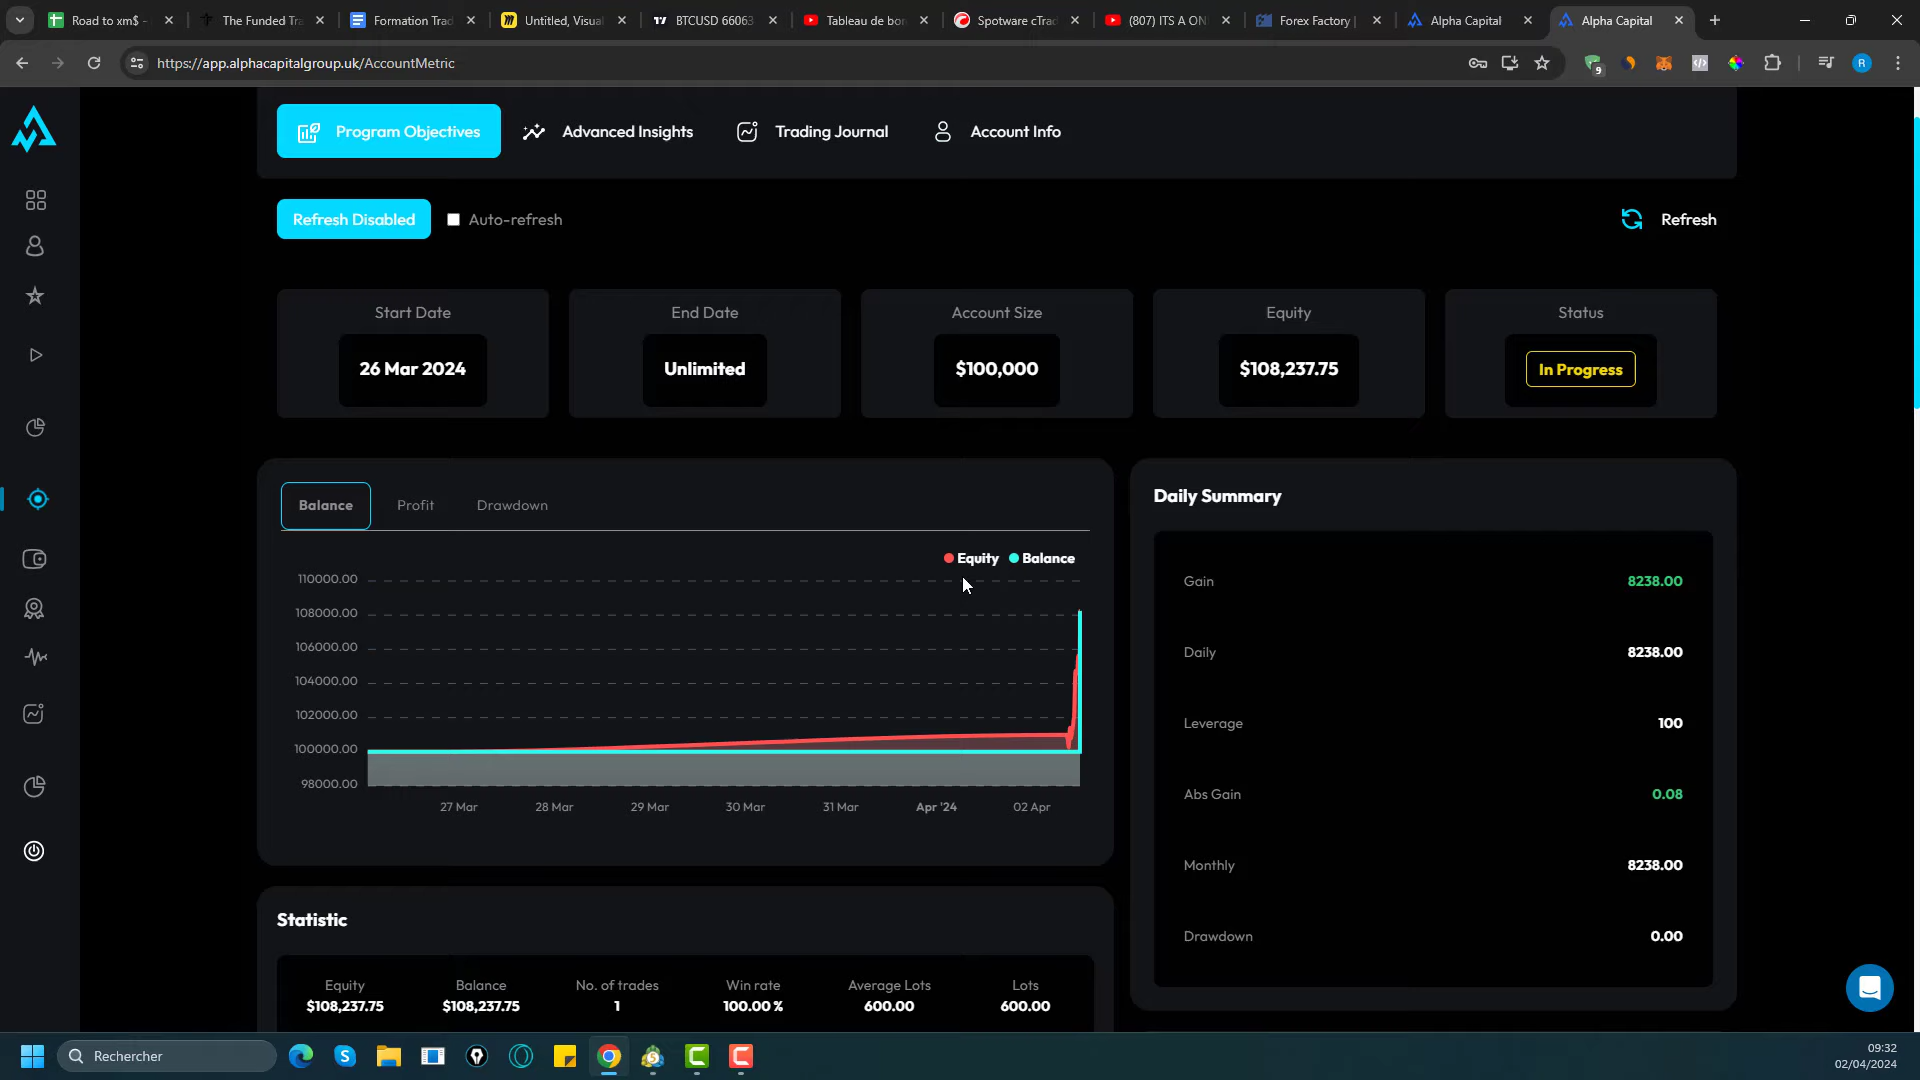 Road to xm$ -
The Funded Tra
Formation Trad
Untitled, Visual
BTCUSD 66063
Tableau de bor
Spotware cTrad
(807) ITS A ON
Forex Factory |
Alpha Capital
Alpha Capital
https://app.alphacapitalgroup.uk/AccountMetric
9
R
Program Objectives
Advanced Insights
Trading Journal
Account Info
Refresh Disabled
Auto-refresh
Refresh
Start Date
26 Mar 2024
End Date
Unlimited
Account Size
$100,000
Equity
$108,237.75
Status
In Progress
Balance
Profit
Drawdown
Equity
Balance
110000.00
108000.00
106000.00
104000.00
102000.00
100000.00
98000.00
27 Mar
28 Mar
29 Mar
30 Mar
31 Mar
Apr '24
02 Apr
Daily Summary
Gain 8238.00
Daily 8238.00
Leverage 100
Abs Gain 0.08
Monthly 8238.00
Drawdown 0.00
Statistic
Equity
$108,237.75
Balance
$108,237.75
No. of trades
1
Win rate
100.00 %
Average Lots
600.00
Lots
600.00
Rechercher
09:32
02/04/2024